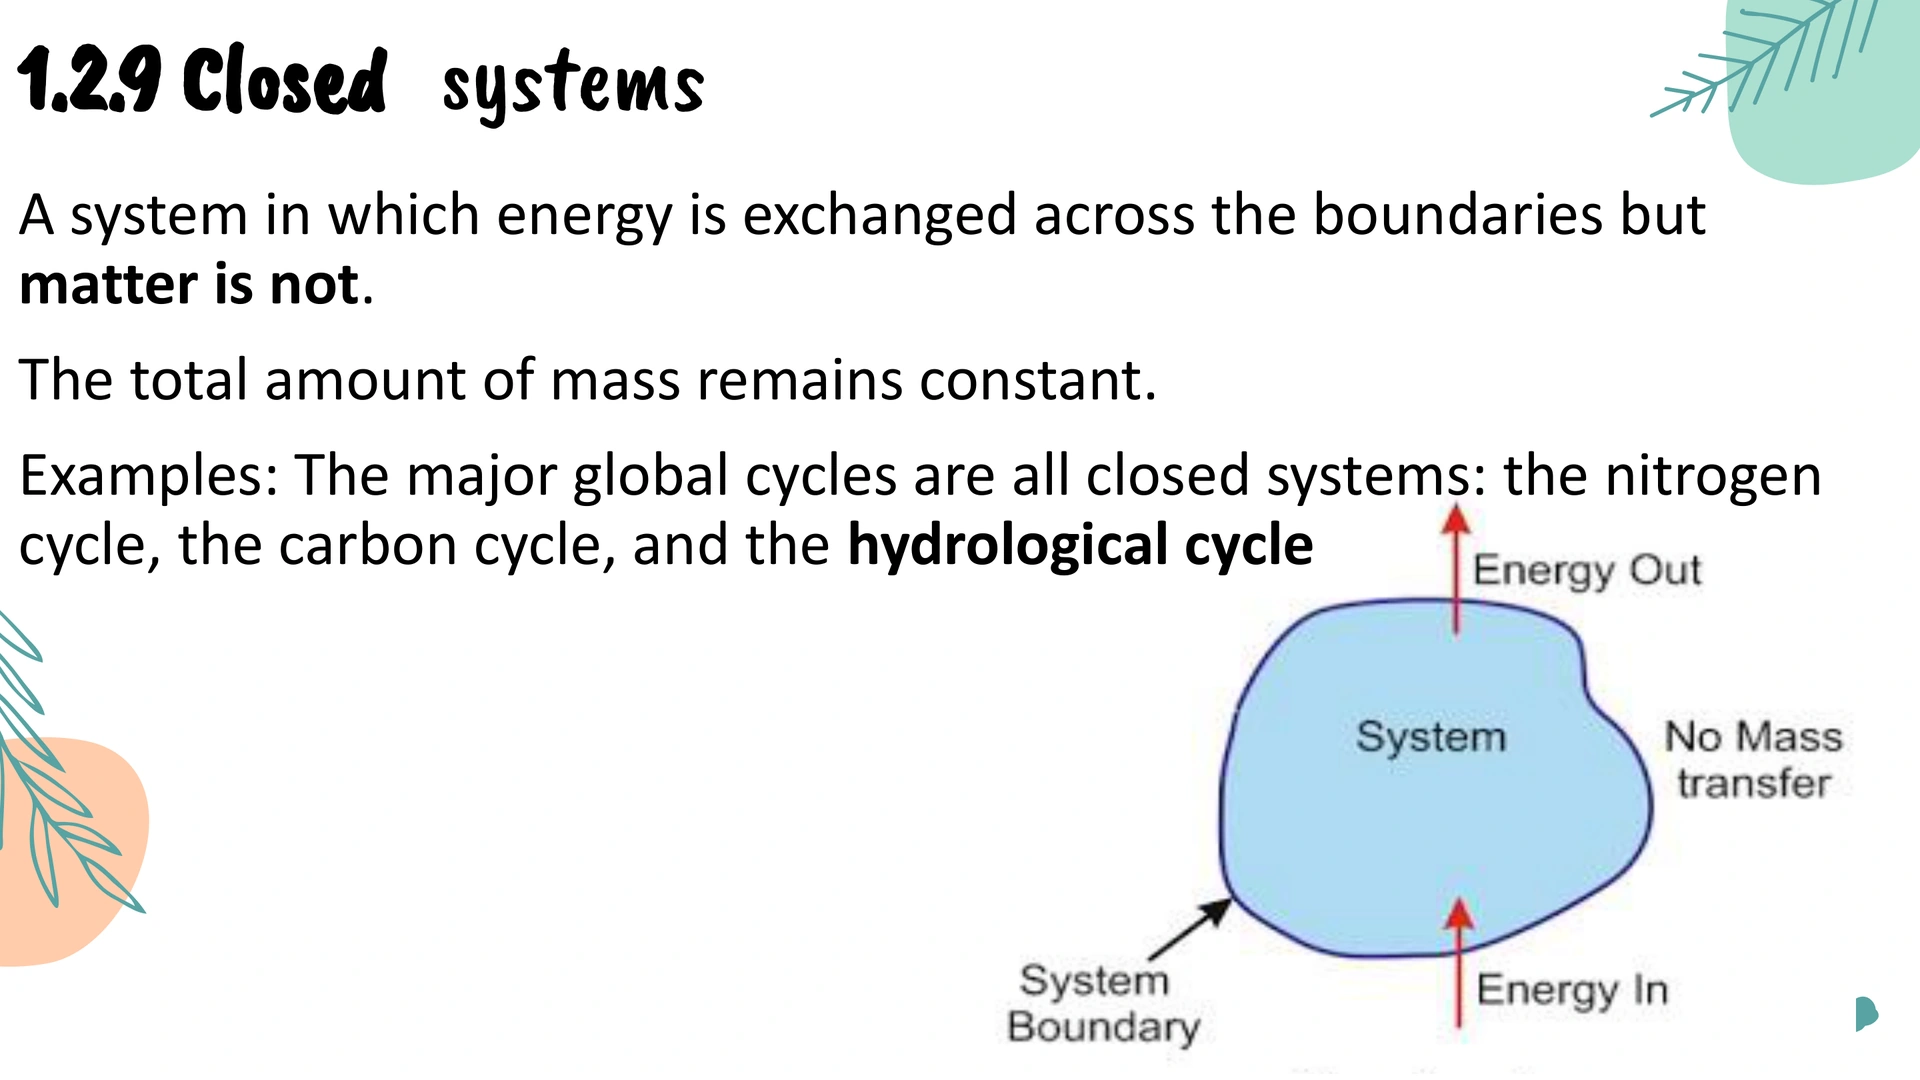 1.2.9 Closed systems
A system in which energy is exchanged across the boundaries but
matter is not.
The total amount of mass remains constant.
Examples: The major global cycles are all closed systems: the nitrogen
cycle, the carbon cycle, and the hydrological cycle
Energy Out
System
No Mass
transfer
System
Boundary
Energy In